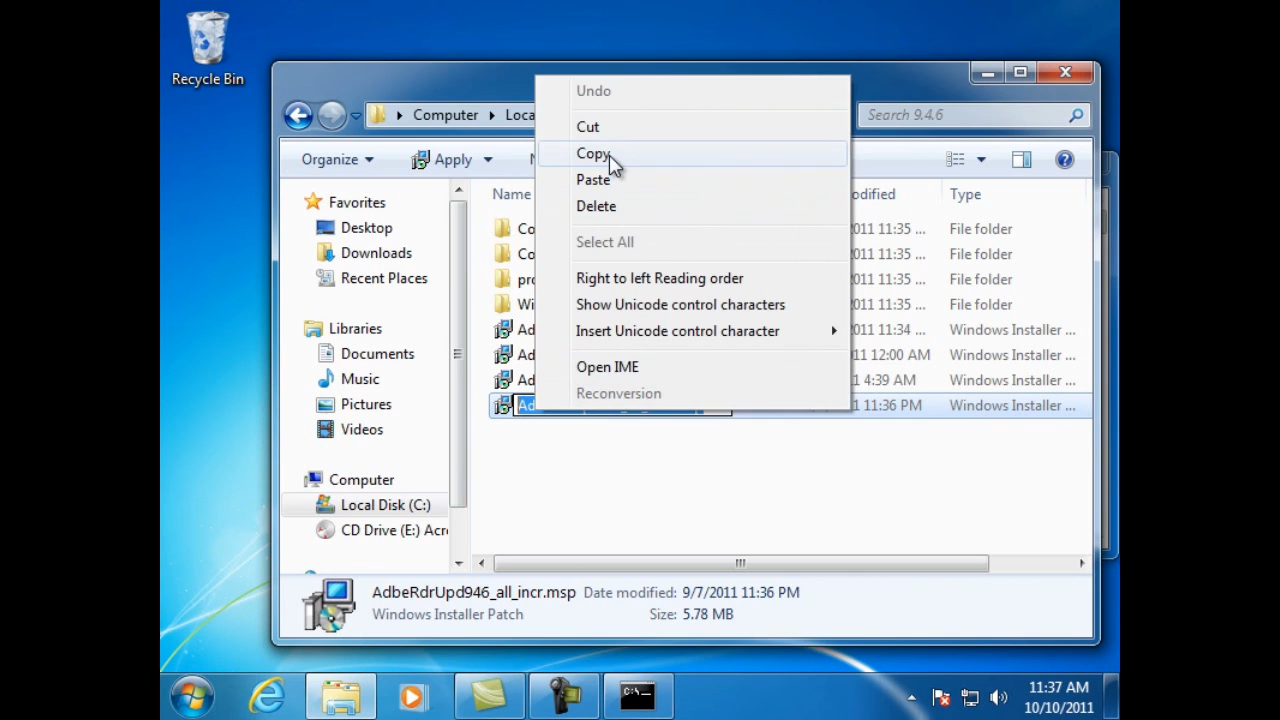 Recycle Bin
Computer Loca
Search 9.4.6
Organize Apply
Undo
Cut
Copy
Paste
Delete
Select All
Right to left Reading order
Show Unicode control characters
Insert Unicode control character
Open IME
Reconversion
Name odified Type
Co 011 11:35 ... File folder
Co 011 11:35 ... File folder
pro 011 11:35 ... File folder
Wi 011 11:35 ... File folder
Ad 011 11:34 ... Windows Installer ...
Ad 011 12:00 AM Windows Installer ...
Ad 1 4:39 AM Windows Installer ...
Ad 1 11:36 PM Windows Installer ...
Favorites
Desktop
Downloads
Recent Places
Libraries
Documents
Music
Pictures
Videos
Computer
Local Disk (C:)
CD Drive (E:) Acro
AdbeRdrUpd946_all_incr.msp Date modified: 9/7/2011 11:36 PM
Windows Installer Patch Size: 5.78 MB
C:\
11:37 AM
10/10/2011